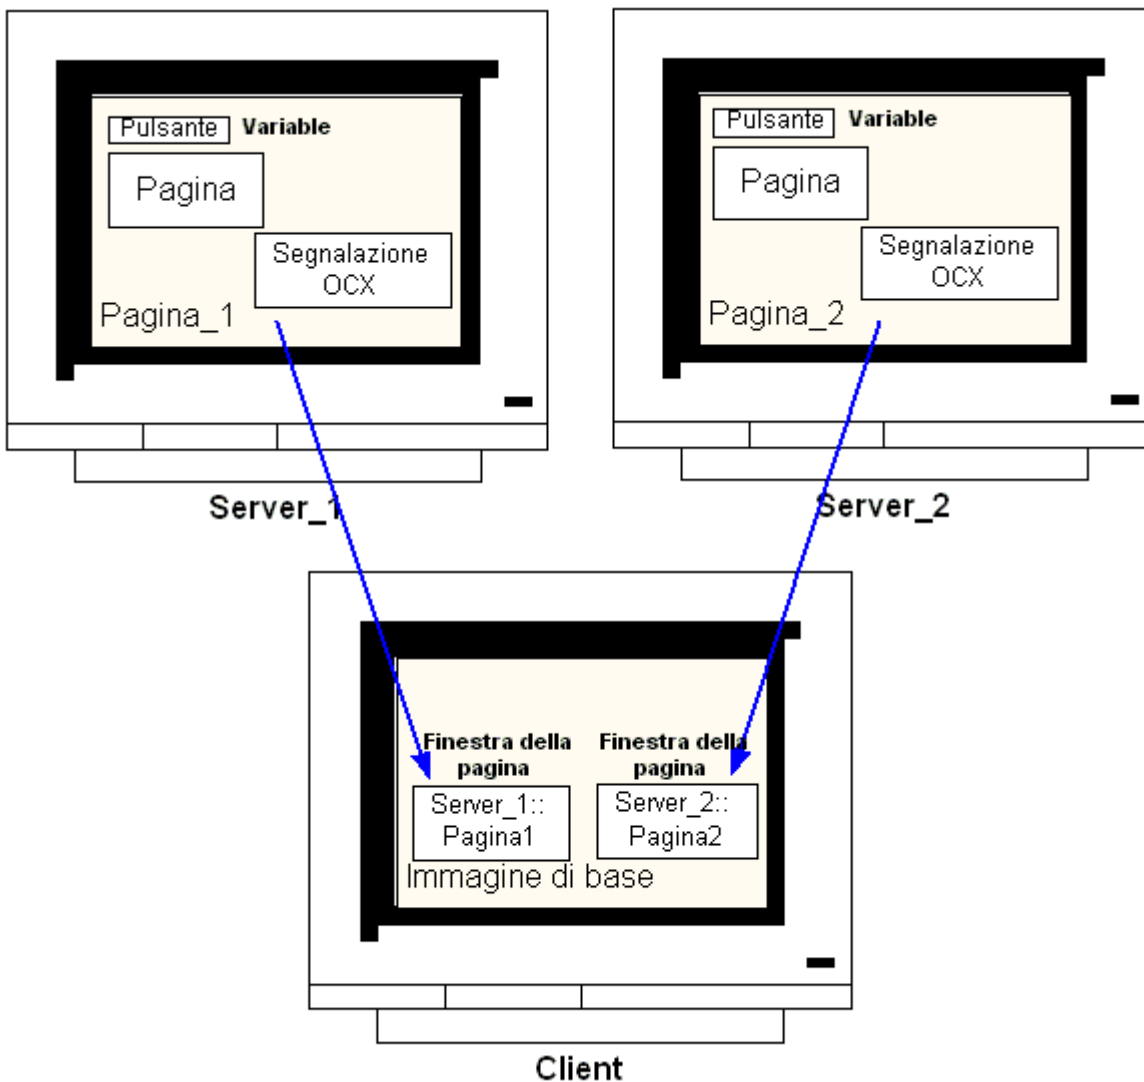 Pulsante Variable
Pagina
Segnalazione
OCX
Pagina_1
Server_1
Pulsante Variable
Pagina
Segnalazione
OCX
Pagina_2
Server_2
Finestra della
pagina
Server_1::
Pagina1
Finestra della
pagina
Server_2::
Pagina2
Immagine di base
Client